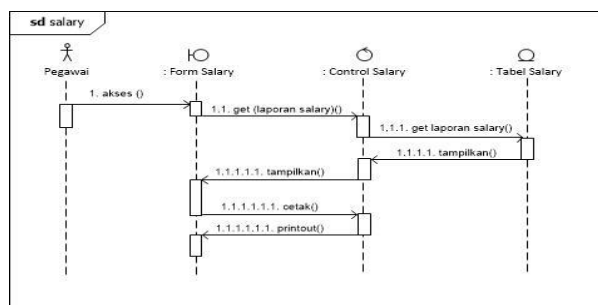 sd salary
Pegawai
: Form Salary
: Control Salary
: Tabel Salary
1. akses ()
1.1. get (laporan salary)()
1.1.1. get laporan salary()
1.1.1.1. tampilkan()
1.1.1.1.1. tampilkan()
1.1.1.1.1.1. cetak()
1.1.1.1.1.1. printout()